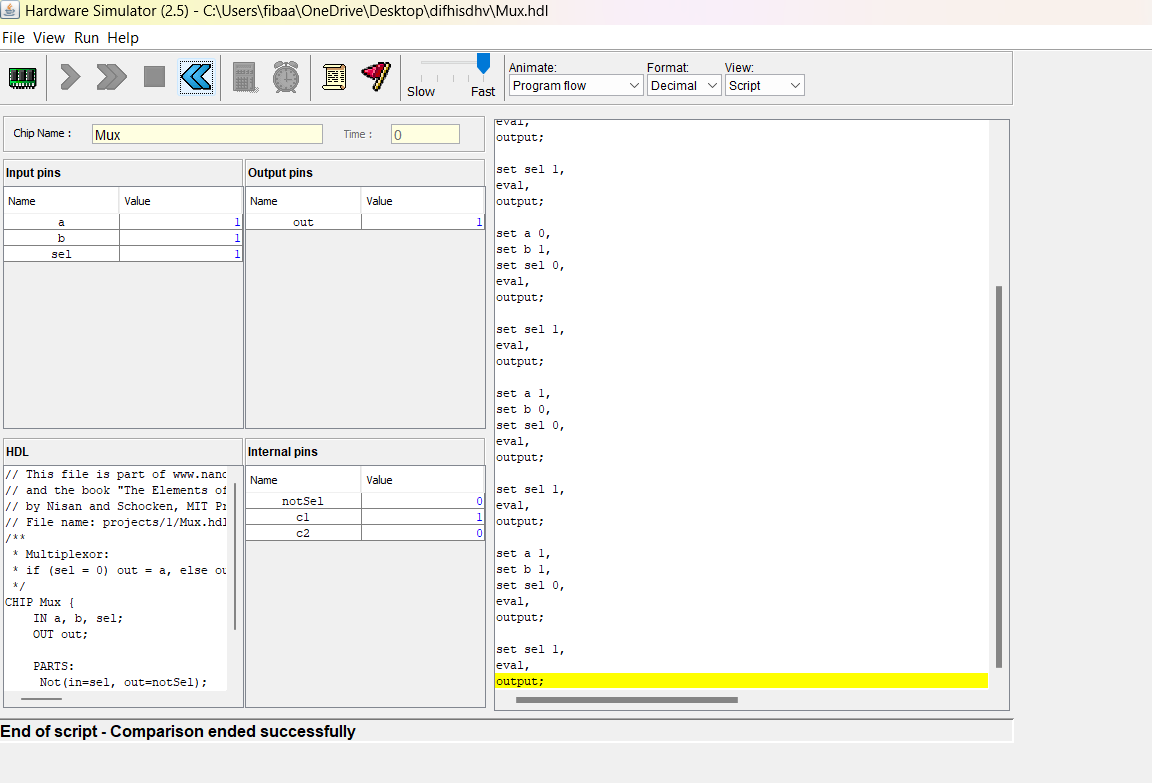 Hardware Simulator (2.5) - C:\Users\fibaa\OneDrive\Desktop\difhisdhv\Mux.hdl
File View Run Help
Slow Fast
Animate: Format: View:
Program flow Decimal Script
Chip Name : Mux Time : 0
Input pins
Name Value
a 1
b 1
sel 1
Output pins
Name Value
out 1
HDL
// This file is part of www.nand
// and the book "The Elements of
// by Nisan and Schocken, MIT Pr
// File name: projects/1/Mux.hdl
/**
* Multiplexor:
* if (sel = 0) out = a, else ou
*/
CHIP Mux {
IN a, b, sel;
OUT out;
PARTS:
Not(in=sel, out=notSel);
Internal pins
Name Value
notSel 0
c1 1
c2 0
eval,
output;
set sel 1,
eval,
output;
set a 0,
set b 1,
set sel 0,
eval,
output;
set sel 1,
eval,
output;
set a 1,
set b 0,
set sel 0,
eval,
output;
set sel 1,
eval,
output;
set a 1,
set b 1,
set sel 0,
eval,
output;
set sel 1,
eval,
output;
End of script - Comparison ended successfully